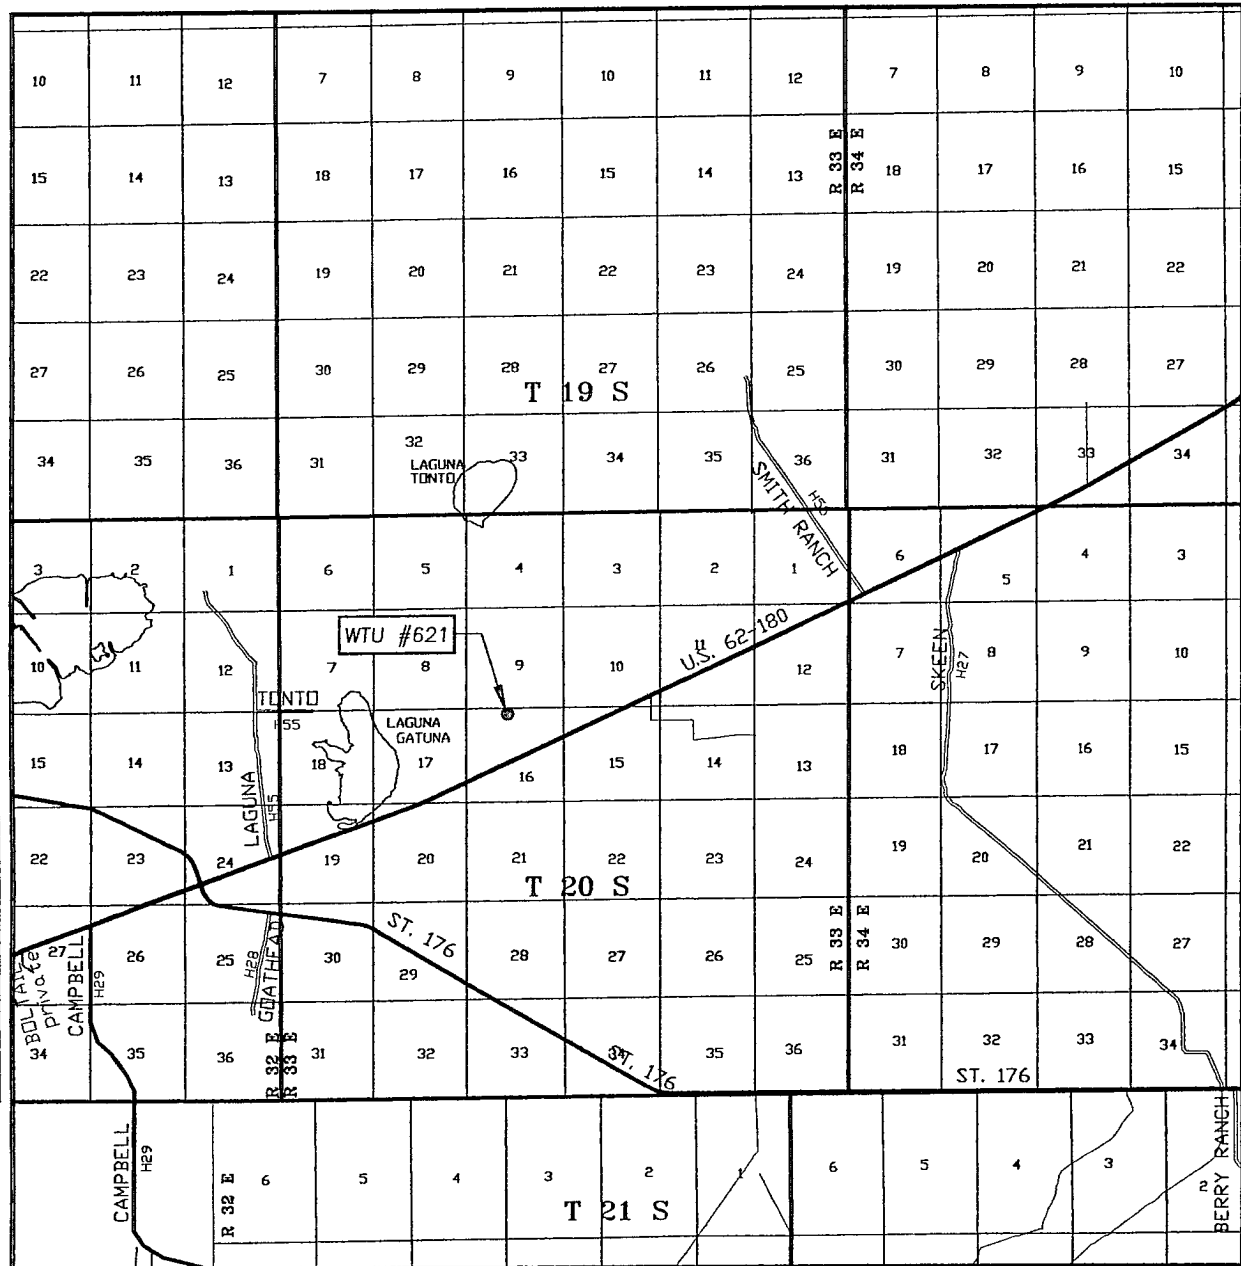 10 11 12 7 8 9 10 11 12 7 8 9 10
R 33 E
R 34 E
15 14 13 18 17 16 15 14 13 18 17 16 15
22 23 24 19 20 21 22 23 24 19 20 21 22
27 26 25 30 29 28 27 26 25 30 29 28 27
T 19 S
34 35 36 31 32 33 34 35 36 31 32 33 34
LAGUNA
TONTO
SMITH RANCH
H50
3 2 1 6 5 4 3 2 1 6 5 4 3
WTU #621
U.S. 62-180
10 11 12 7 8 9 10 11 12 7 8 9 10
SKEEN
H27
TONTO
H55
LAGUNA
GATUNA
15 14 13 18 17 16 15 14 13 18 17 16 15
LAGUNA
H55
22 23 24 19 20 21 22 23 24 19 20 21 22
T 20 S
R 33 E
R 34 E
ST. 176
27 26 25 30 29 28 27 26 25 30 29 28 27
BOBTAIL
private
CAMPBELL
H29
H28
GOATHEAD
34 35 36 31 32 33 34 35 36 31 32 33 34
R 32 E
R 33 E
ST. 176
ST. 176
CAMPBELL
H29
R 32 E
6 5 4 3 2 1 6 5 4 3 2
T 21 S
BERRY RANCH